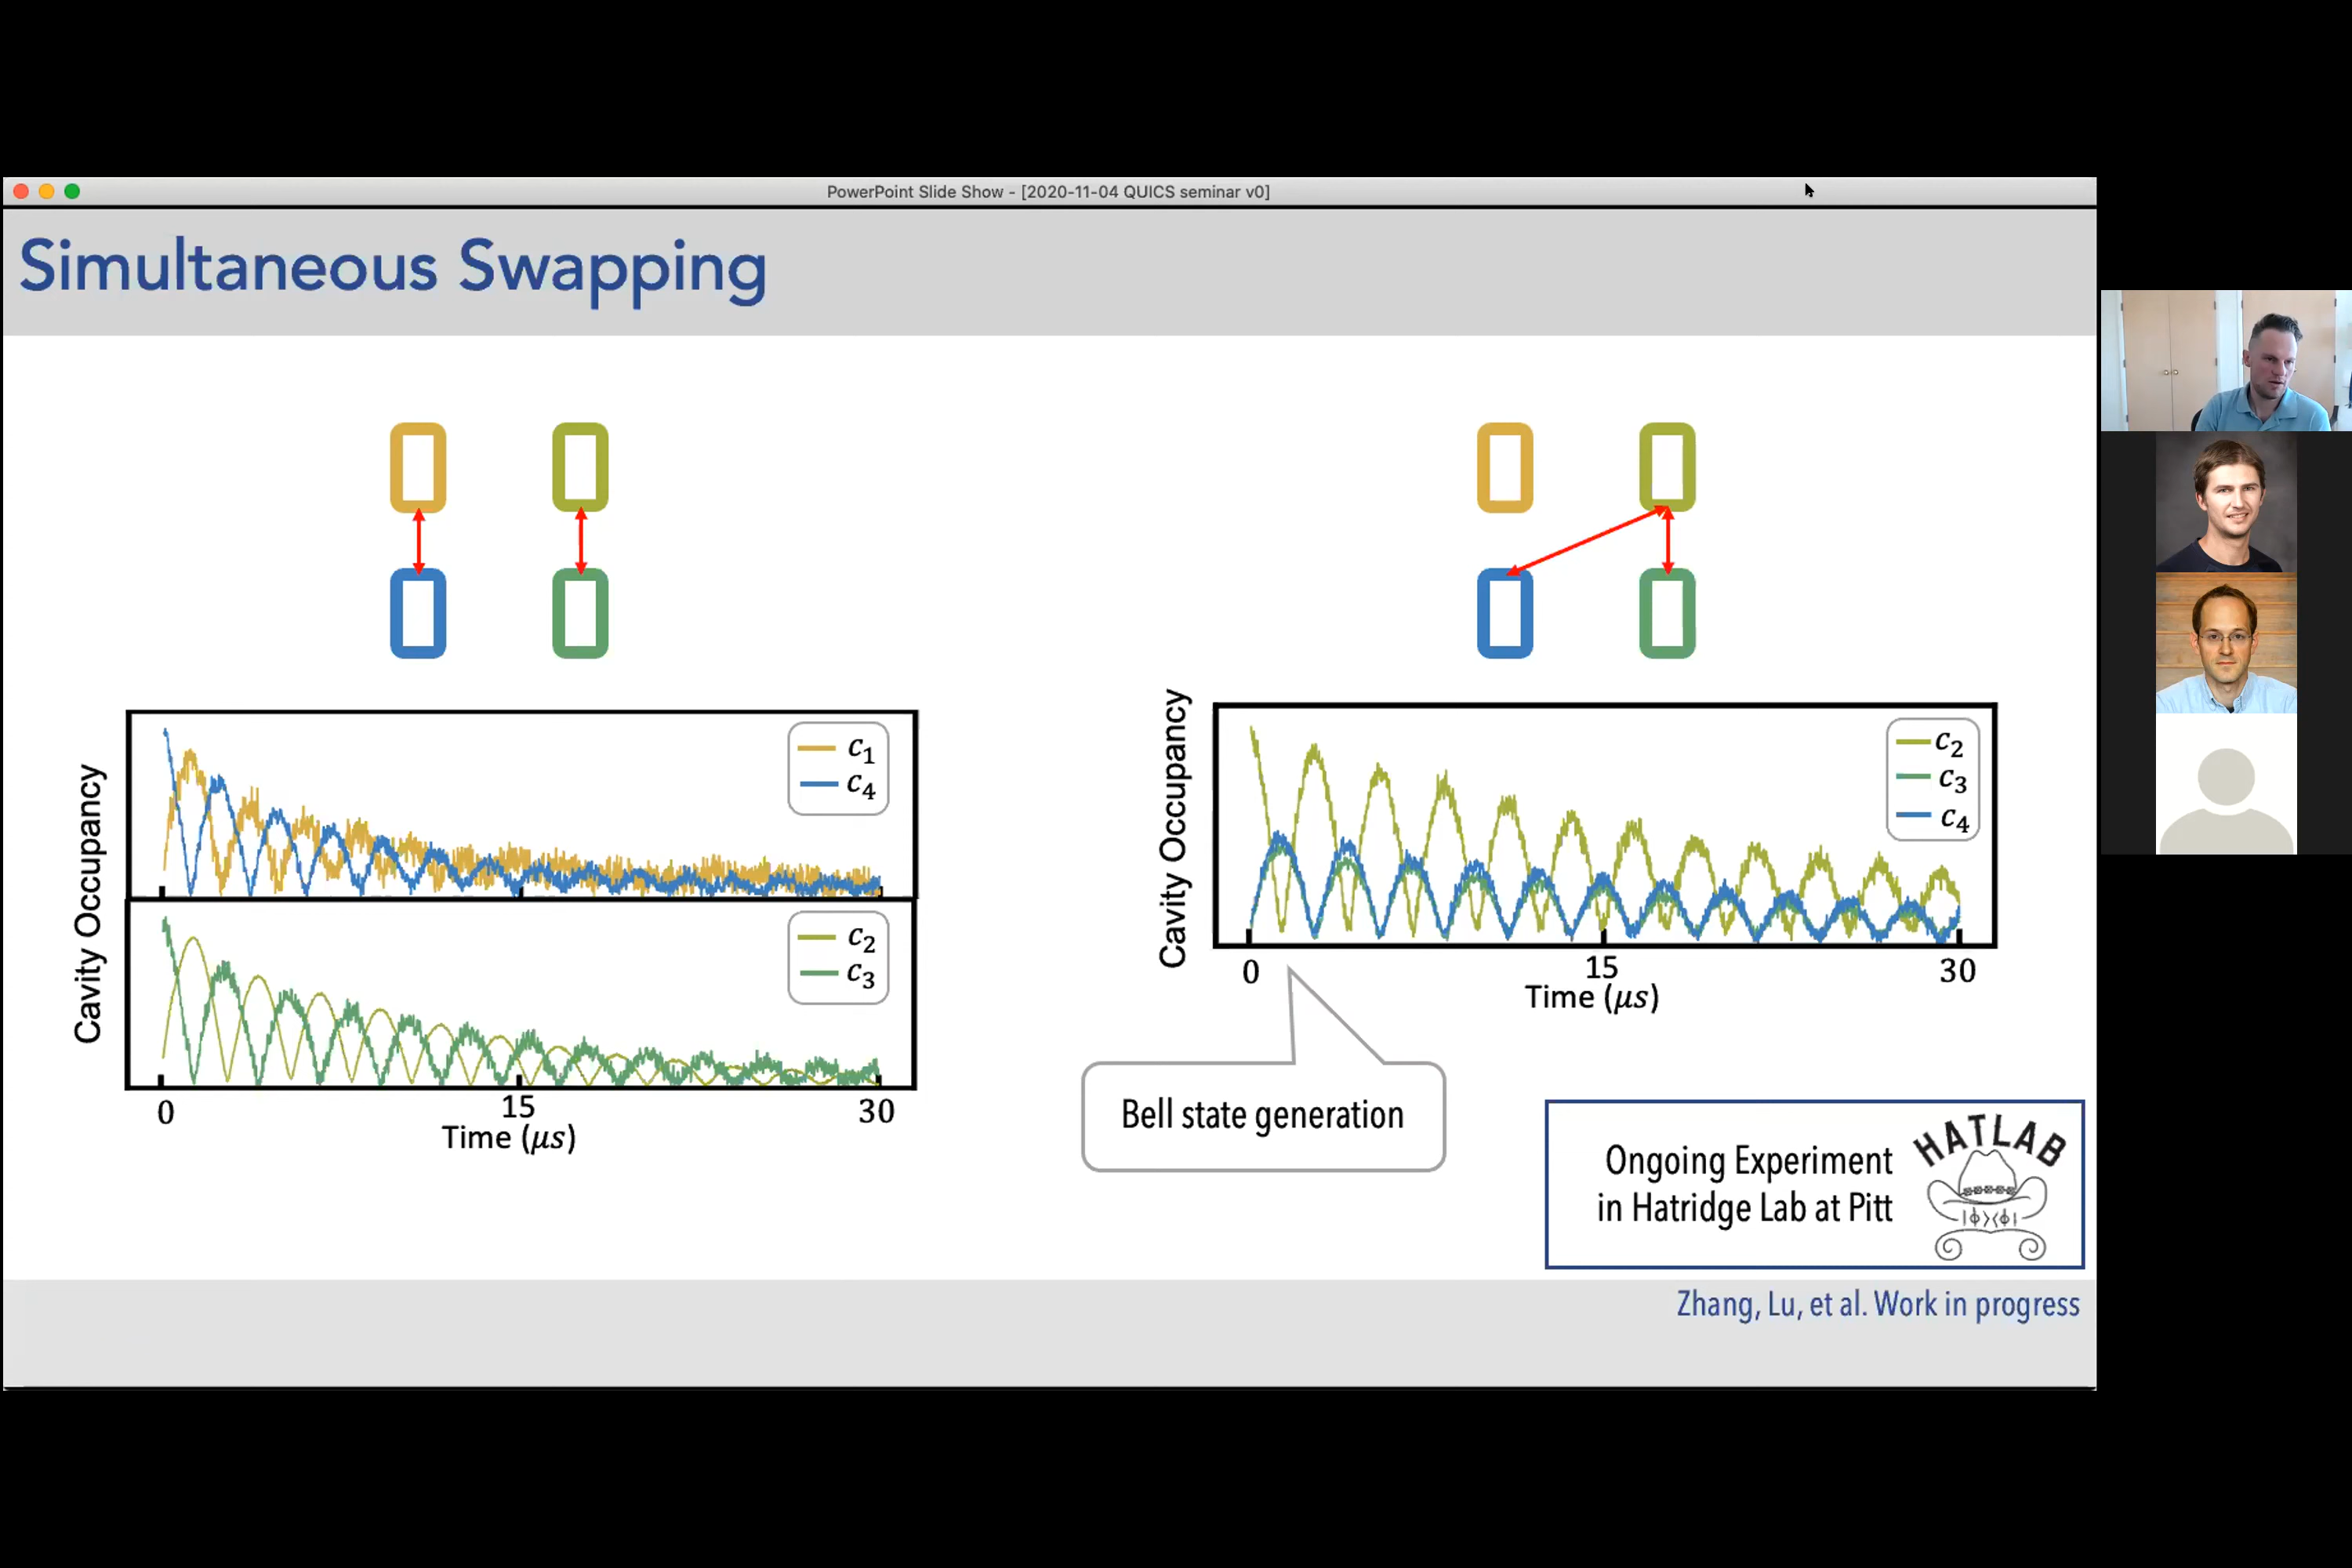 PowerPoint Slide Show - [2020-11-04 QUICS seminar v0]
Simultaneous Swapping
Cavity Occupancy
c1
c4
c2
c3
0
15
30
Time (μs)
Cavity Occupancy
c2
c3
c4
0
15
30
Time (μs)
Bell state generation
Ongoing Experiment
in Hatridge Lab at Pitt
HATLAB
|ϕ⟩⟨ϕ|
Zhang, Lu, et al. Work in progress